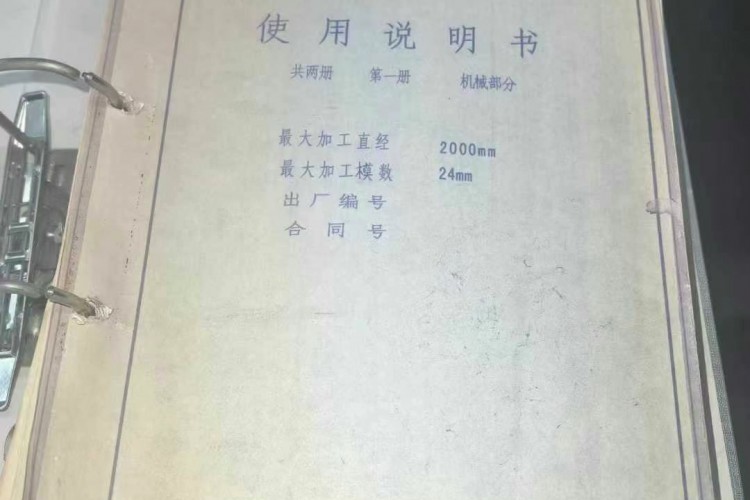 使用说明书
共两册 第一册 机械部分
最大加工直经 2000mm
最大加工模数 24mm
出厂编号
合同号